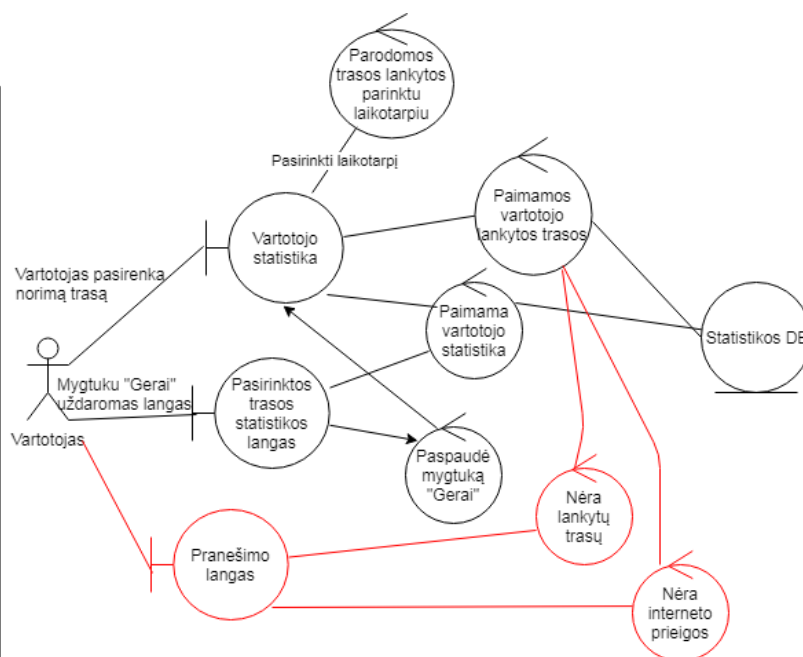 Parodomos
trasos lankytos
parinktu
laikotarpiu
Pasirinkti laikotarpį
Paimamos
vartotojo
lankytos trasos
Vartotojo
statistika
Vartotojas pasirenka
norimą trasą
Paimama
vartotojo
statistika
Statistikos DB
Mygtuku "Gerai"
uždaromas langas
Pasirinktos
trasos
statistikos
langas
Vartotojas
Paspaudė
mygtuką
"Gerai"
Nėra
lankytų
trasų
Pranešimo
langas
Nėra
interneto
prieigos